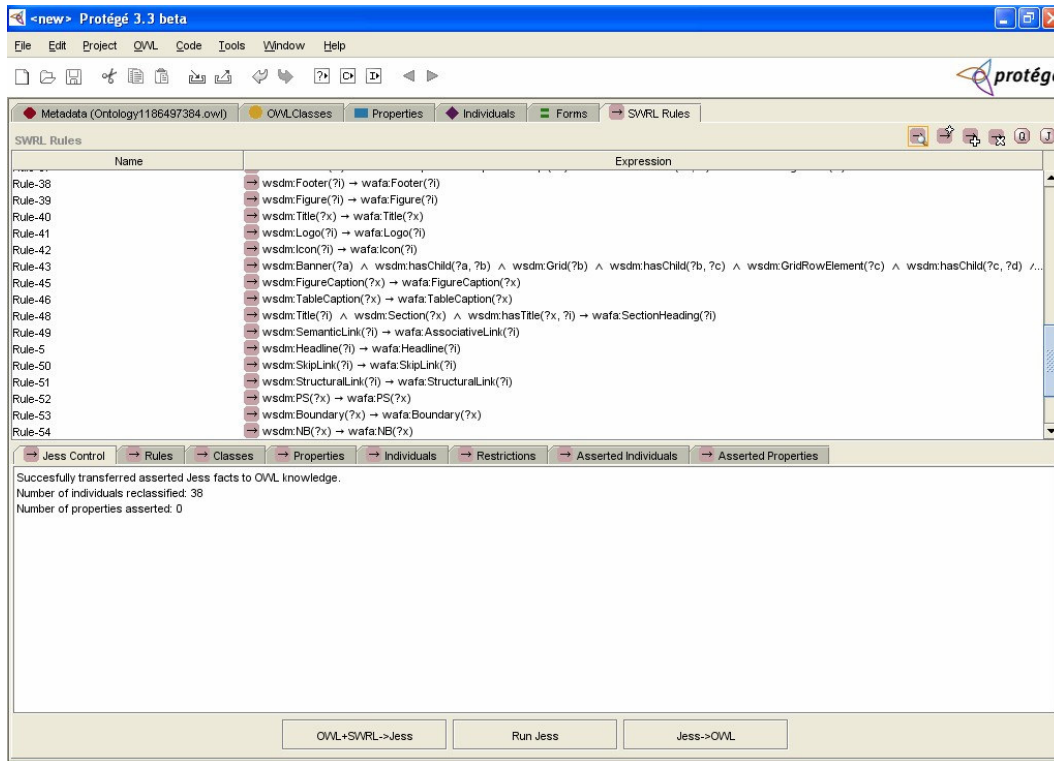 <new> Protégé 3.3 beta
File Edit Project OWL Code Tools Window Help
protégé
Metadata (Ontology1186497384.owl) OWLClasses Properties Individuals Forms SWRL Rules
SWRL Rules
Name Expression
Rule-38 → wsdm:Footer(?i) → wafa:Footer(?i)
Rule-39 → wsdm:Figure(?i) → wafa:Figure(?i)
Rule-40 → wsdm:Title(?x) → wafa:Title(?x)
Rule-41 → wsdm:Logo(?i) → wafa:Logo(?i)
Rule-42 → wsdm:Icon(?i) → wafa:Icon(?i)
Rule-43 → wsdm:Banner(?a) ∧ wsdm:hasChild(?a, ?b) ∧ wsdm:Grid(?b) ∧ wsdm:hasChild(?b, ?c) ∧ wsdm:GridRowElement(?c) ∧ wsdm:hasChild(?c, ?d) ∧...
Rule-45 → wsdm:FigureCaption(?x) → wafa:FigureCaption(?x)
Rule-46 → wsdm:TableCaption(?x) → wafa:TableCaption(?x)
Rule-48 → wsdm:Title(?i) ∧ wsdm:Section(?x) ∧ wsdm:hasTitle(?x, ?i) → wafa:SectionHeading(?i)
Rule-49 → wsdm:SemanticLink(?i) → wafa:AssociativeLink(?i)
Rule-5 → wsdm:Headline(?i) → wafa:Headline(?i)
Rule-50 → wsdm:SkipLink(?i) → wafa:SkipLink(?i)
Rule-51 → wsdm:StructuralLink(?i) → wafa:StructuralLink(?i)
Rule-52 → wsdm:PS(?x) → wafa:PS(?x)
Rule-53 → wsdm:Boundary(?x) → wafa:Boundary(?x)
Rule-54 → wsdm:NB(?x) → wafa:NB(?x)
Jess Control Rules Classes Properties Individuals Restrictions Asserted Individuals Asserted Properties
Succesfully transferred asserted Jess facts to OWL knowledge.
Number of individuals reclassified: 38
Number of properties asserted: 0
OWL+SWRL->Jess Run Jess Jess->OWL